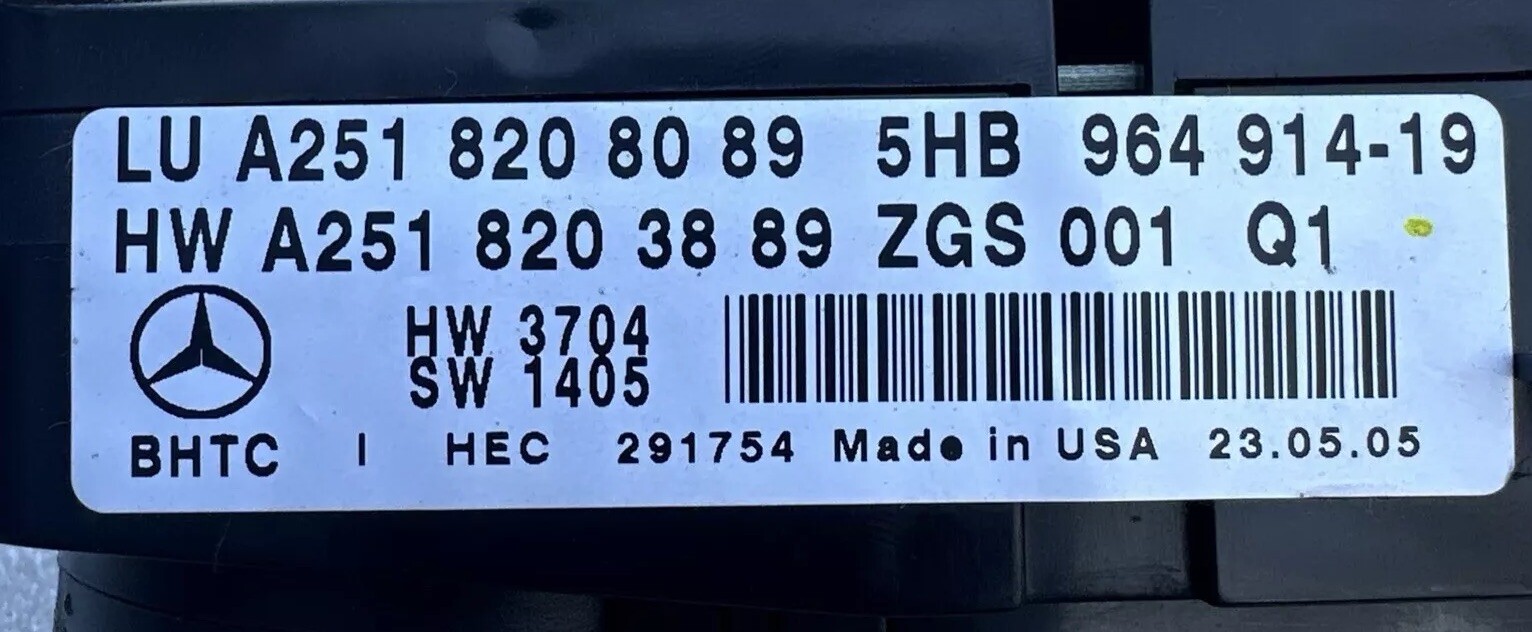 LU A251 820 80 89 5HB 964 914-19
HW A251 820 38 89 ZGS 001 Q1
HW 3704
SW 1405
BHTC I HEC 291754 Made in USA 23.05.05